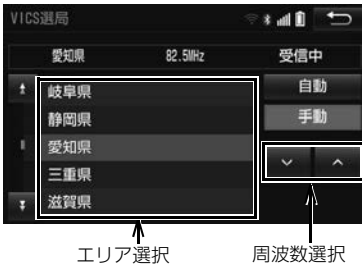 VICS選局
愛知県 82.5MHz 受信中
岐阜県
静岡県
愛知県
三重県
滋賀県
自動
手動
エリア選択
周波数選択